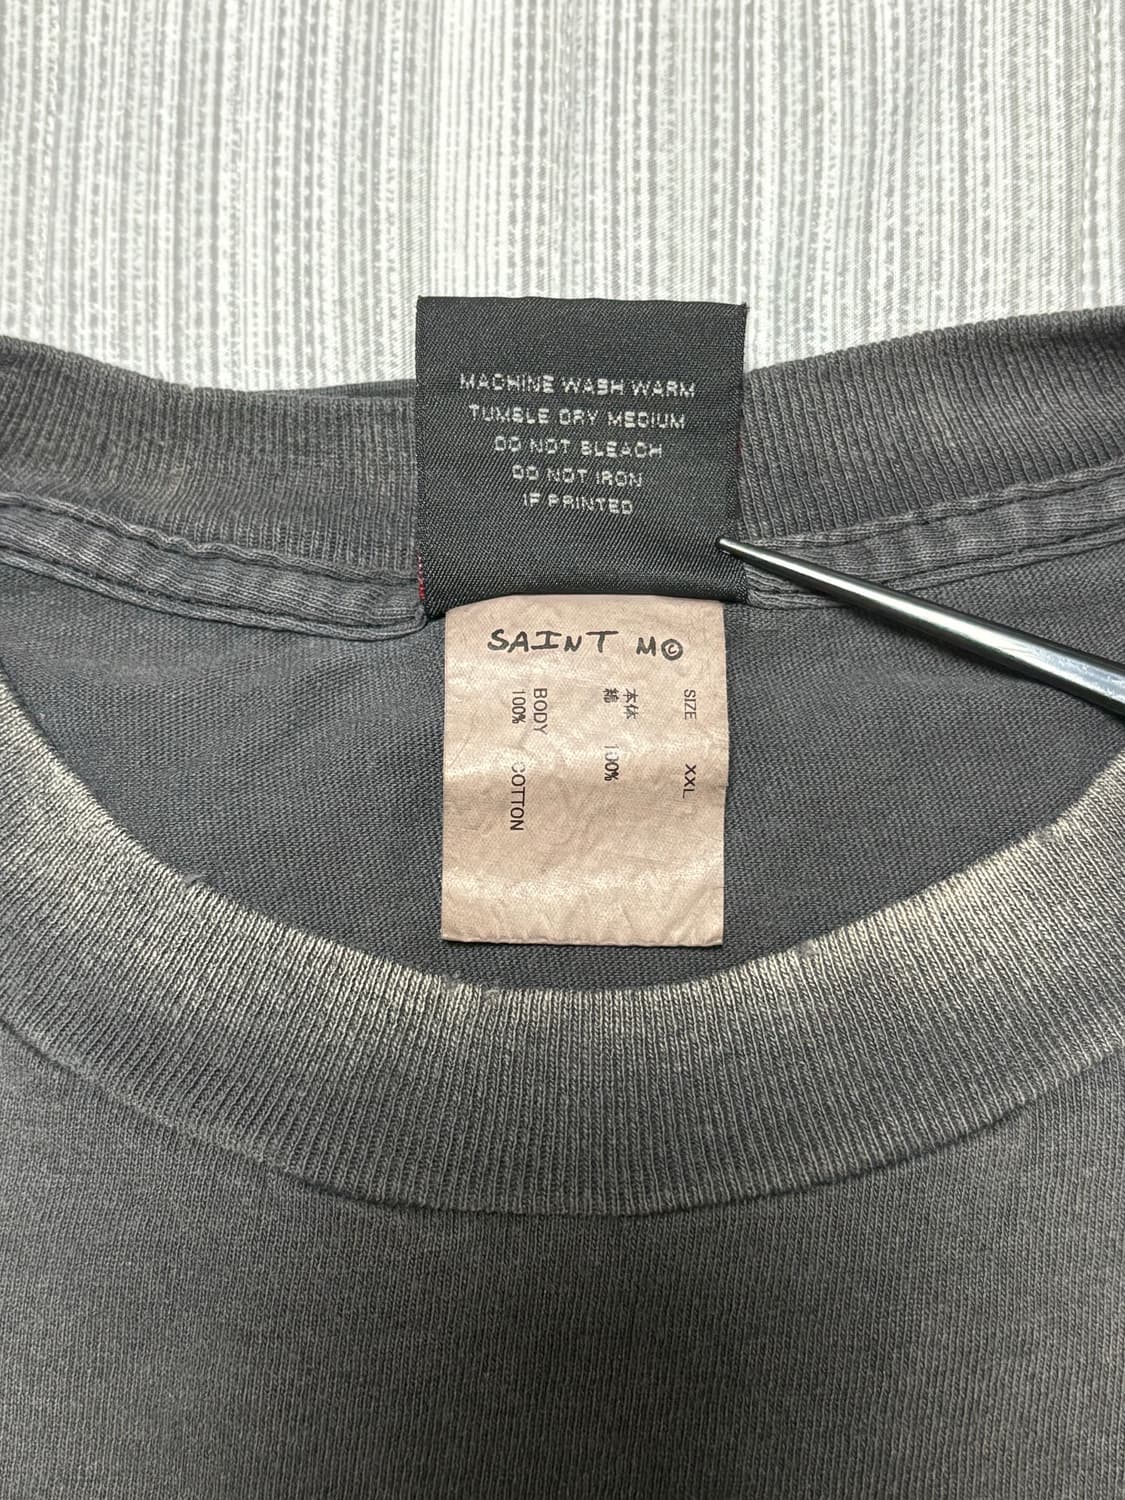 MACHINE WASH WARM
TUMBLE DRY MEDIUM
DO NOT BLEACH
DO NOT IRON
IF PRINTED
SAINT M©
SIZE XXL
本体
綿 100%
BODY
100% COTTON